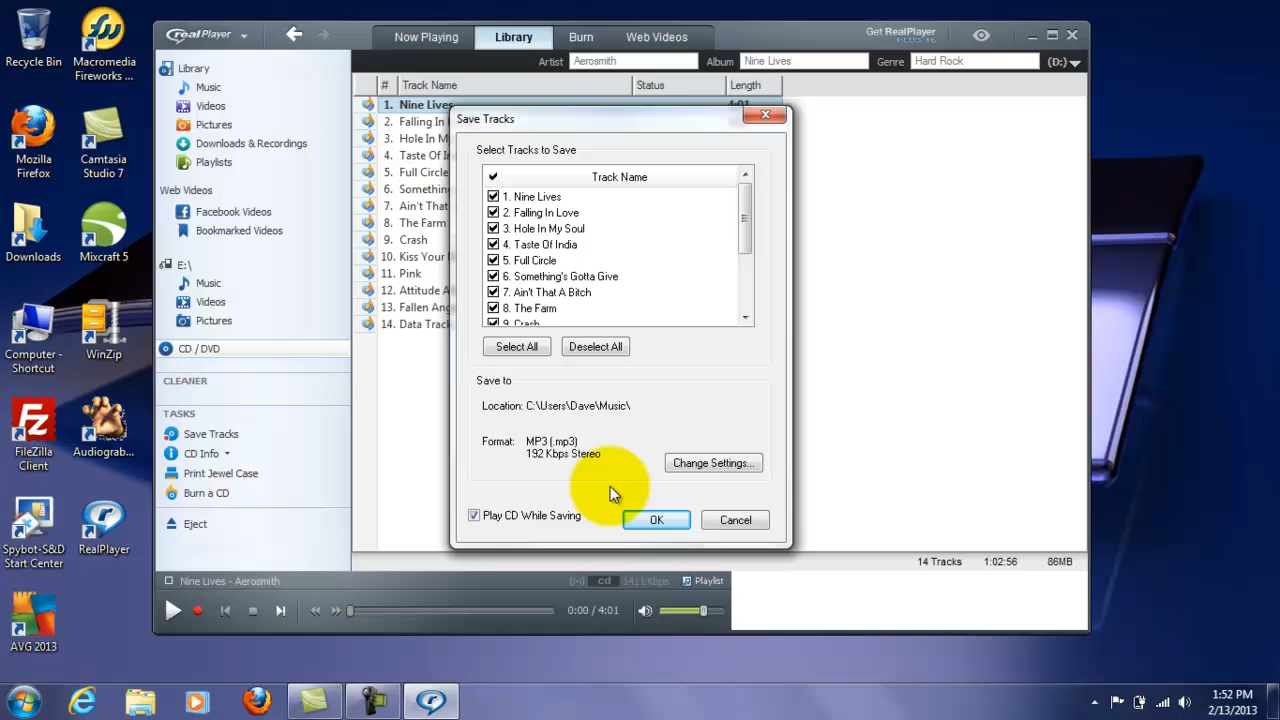 Recycle Bin
Macromedia
Fireworks ...
Mozilla
Firefox
Camtasia
Studio 7
Downloads
Mixcraft 5
Computer -
Shortcut
WinZip
FileZilla
Client
Audiograb...
Spybot-S&D
Start Center
RealPlayer
AVG 2013
realPlayer
Now Playing
Library
Burn
Web Videos
Get RealPlayer
PLUS
Artist
Aerosmith
Album
Nine Lives
Genre
Hard Rock
(D:)
Library
Music
Videos
Pictures
Downloads & Recording
Playlists
Web Videos
Facebook Videos
Bookmarked Videos
E:\
Music
Videos
Pictures
CD / DVD
CLEANER
TASKS
Save Tracks
CD Info
Print Jewel Case
Burn a CD
Eject
# Track Name Status Length
1. Nine Lives 4:01
2. Falling In
3. Hole In My
4. Taste Of I
5. Full Circle
6. Something
7. Ain't That
8. The Farm
9. Crash
10. Kiss Your
11. Pink
12. Attitude A
13. Fallen Ang
14. Data Track
Save Tracks
Select Tracks to Save
Track Name
1. Nine Lives
2. Falling In Love
3. Hole In My Soul
4. Taste Of India
5. Full Circle
6. Something's Gotta Give
7. Ain't That A Bitch
8. The Farm
9. Crash
Select All
Deselect All
Save to
Location: C:\Users\Dave\Music\
Format: MP3 (.mp3)
192 Kbps Stereo
Change Settings...
Play CD While Saving
OK
Cancel
14 Tracks 1:02:56 86MB
Nine Lives - Aerosmith
cd 1411 Kbps
Playlist
0:00 / 4:01
1:52 PM
2/13/2013